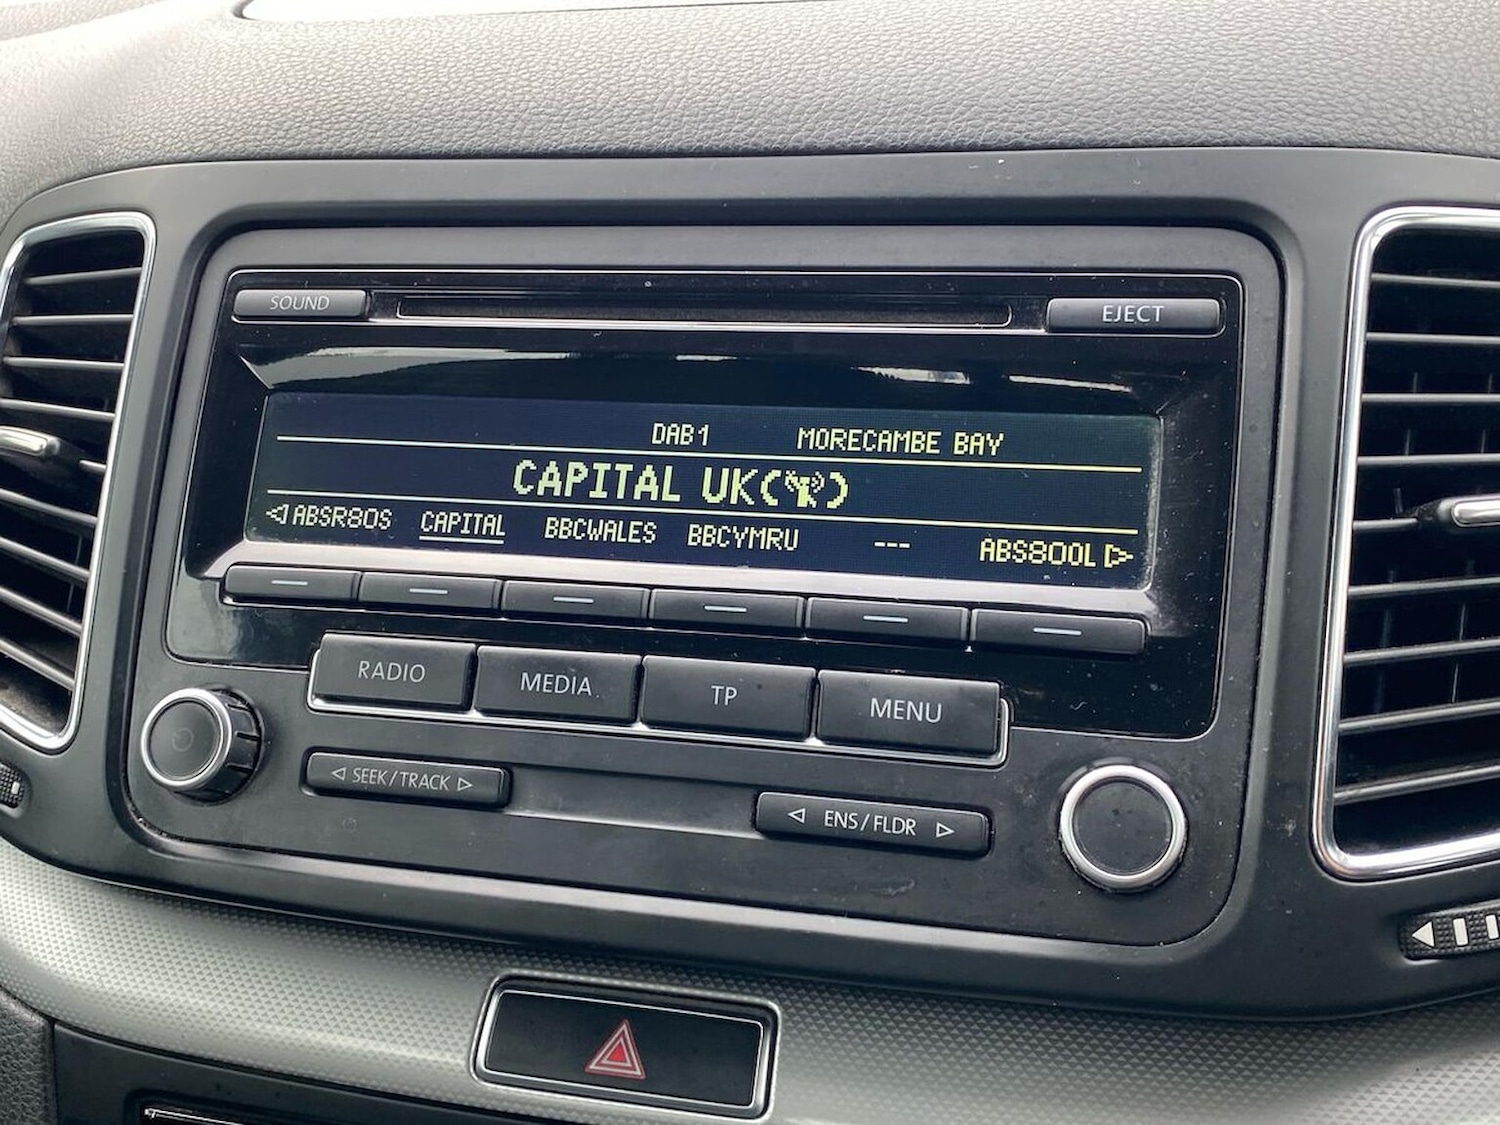 SOUND EJECT
DAB1 MORECAMBE BAY
CAPITAL UK( )
ABSR80S CAPITAL BBCWALES BBCYMRU --- ABS80OL
RADIO MEDIA TP MENU
SEEK/TRACK
ENS/FLDR